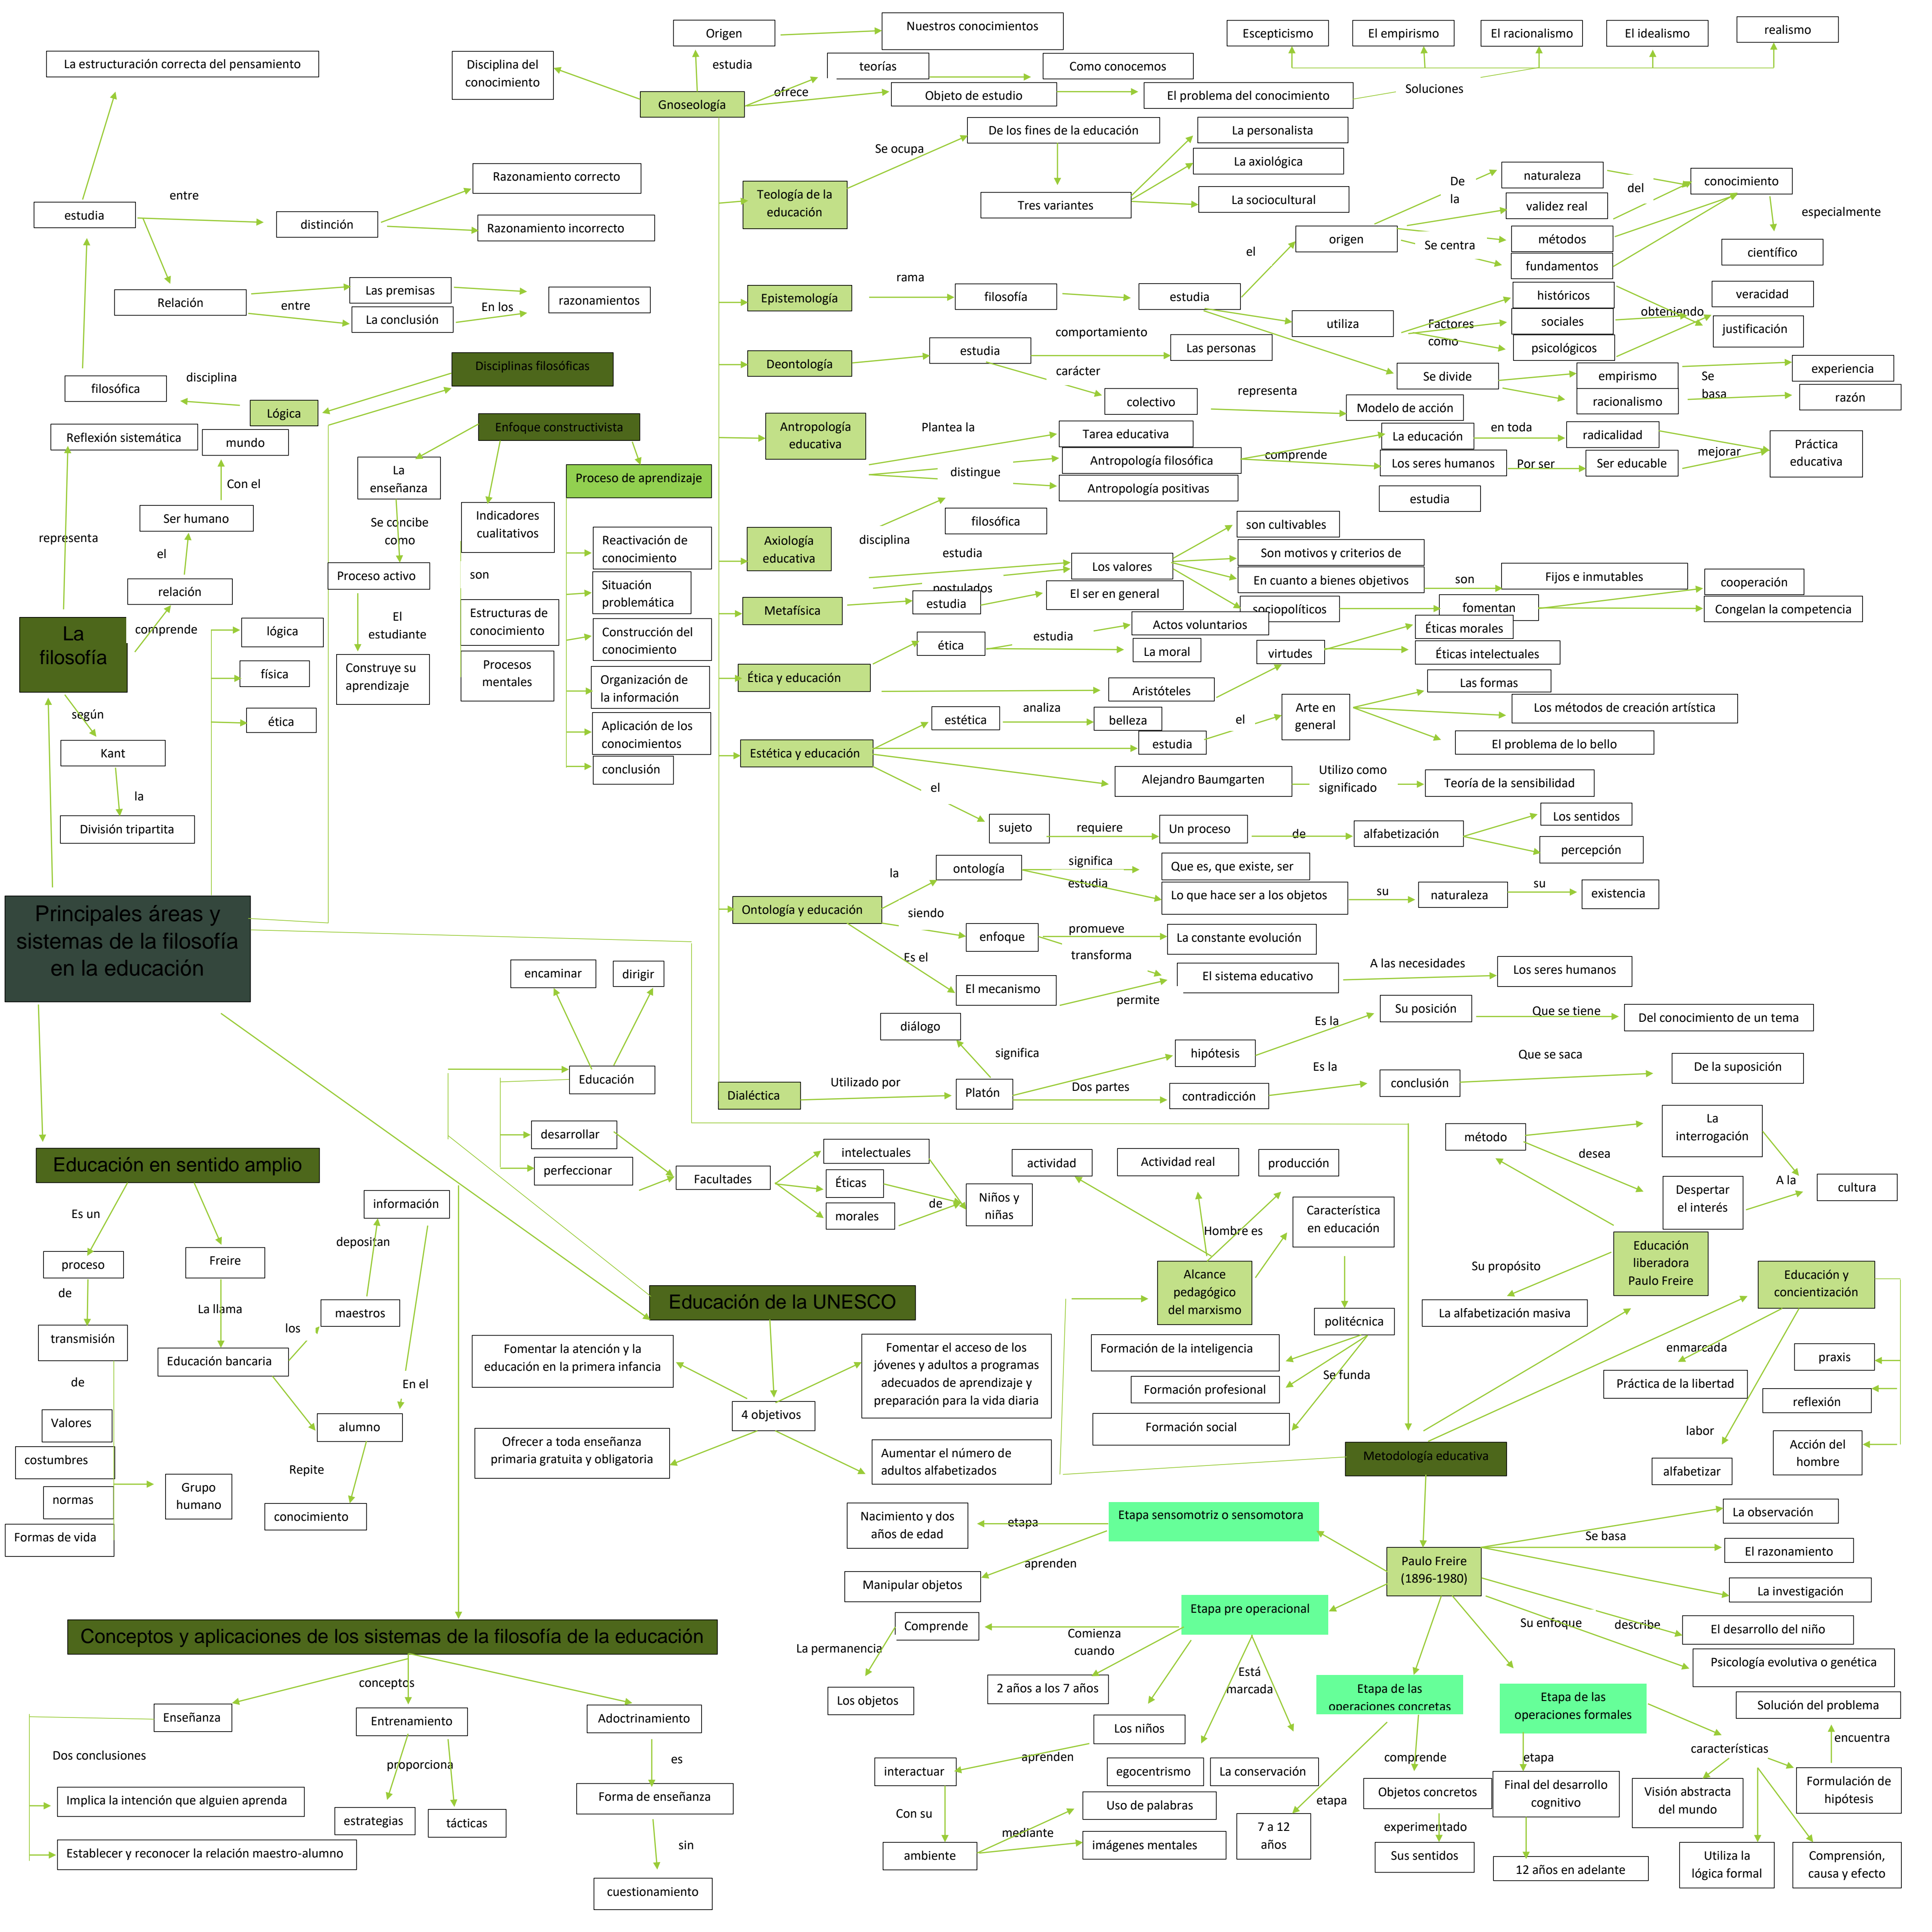 Origen
Nuestros conocimientos
Escepticismo
El empirismo
El racionalismo
El idealismo
realismo
La estructuración correcta del pensamiento
Disciplina del
conocimiento
estudia
teorías
Como conocemos
Gnoseología
ofrece
Objeto de estudio
El problema del conocimiento
Soluciones
De los fines de la educación
La personalista
La axiológica
La sociocultural
Se ocupa
Teología de la
educación
Tres variantes
entre
Razonamiento correcto
estudia
distinción
Razonamiento incorrecto
De
la
naturaleza
del
conocimiento
validez real
especialmente
el
origen
Se centra
métodos
científico
fundamentos
Relación
entre
Las premisas
La conclusión
En los
razonamientos
Epistemología
rama
filosofía
estudia
históricos
veracidad
utiliza
Factores
como
sociales
obteniendo
justificación
psicológicos
comportamiento
Deontología
estudia
Las personas
carácter
colectivo
representa
Modelo de acción
Se divide
empirismo
racionalismo
Se
basa
experiencia
razón
Disciplinas filosóficas
filosófica
disciplina
Lógica
Reflexión sistemática
mundo
Enfoque constructivista
Antropología
educativa
Plantea la
Tarea educativa
distingue
Antropología filosófica
Antropología positivas
comprende
La educación
en toda
radicalidad
Los seres humanos
Por ser
Ser educable
mejorar
Práctica
educativa
estudia
La
enseñanza
Proceso de aprendizaje
Con el
Ser humano
Se concibe
como
Indicadores
cualitativos
representa
el
relación
Proceso activo
son
Reactivación de
conocimiento
Situación
problemática
Axiología
educativa
disciplina
filosófica
estudia
postulados
Los valores
son cultivables
Son motivos y criterios de
En cuanto a bienes objetivos
son
Fijos e inmutables
sociopolíticos
fomentan
cooperación
Congelan la competencia
Metafísica
estudia
El ser en general
La
filosofía
comprende
lógica
física
ética
El
estudiante
Construye su
aprendizaje
Estructuras de
conocimiento
Procesos
mentales
Construcción del
conocimiento
Organización de
la información
Aplicación de los
conocimientos
conclusión
Ética y educación
ética
estudia
Actos voluntarios
La moral
Aristóteles
virtudes
Éticas morales
Éticas intelectuales
según
Kant
la
División tripartita
Estética y educación
estética
analiza
belleza
estudia
el
Arte en
general
Las formas
Los métodos de creación artística
El problema de lo bello
Alejandro Baumgarten
Utilizo como
significado
Teoría de la sensibilidad
el
sujeto
requiere
Un proceso
de
alfabetización
Los sentidos
percepción
Ontología y educación
la
ontología
significa
Que es, que existe, ser
estudia
Lo que hace ser a los objetos
su
naturaleza
su
existencia
siendo
enfoque
promueve
La constante evolución
transforma
Es el
El mecanismo
permite
El sistema educativo
A las necesidades
Los seres humanos
Principales áreas y
sistemas de la filosofía
en la educación
encaminar
dirigir
Educación
diálogo
significa
Dialéctica
Utilizado por
Platón
Dos partes
hipótesis
Es la
Su posición
Que se tiene
Del conocimiento de un tema
contradicción
Es la
conclusión
Que se saca
De la suposición
Educación en sentido amplio
desarrollar
perfeccionar
Facultades
intelectuales
Éticas
morales
de
Niños y
niñas
actividad
Actividad real
producción
método
La
interrogación
desea
Despertar
el interés
A la
cultura
Es un
proceso
de
transmisión
de
Valores
costumbres
normas
Formas de vida
Grupo
humano
Freire
La llama
Educación bancaria
los
maestros
depositan
información
En el
alumno
Repite
conocimiento
Hombre es
Alcance
pedagógico
del marxismo
Característica
en educación
politécnica
Se funda
Formación de la inteligencia
Formación profesional
Formación social
Educación
liberadora
Paulo Freire
Su propósito
La alfabetización masiva
Educación y
concientización
enmarcada
Práctica de la libertad
labor
alfabetizar
praxis
reflexión
Acción del
hombre
Educación de la UNESCO
Fomentar la atención y la
educación en la primera infancia
Fomentar el acceso de los
jóvenes y adultos a programas
adecuados de aprendizaje y
preparación para la vida diaria
4 objetivos
Ofrecer a toda enseñanza
primaria gratuita y obligatoria
Aumentar el número de
adultos alfabetizados
Metodología educativa
Nacimiento y dos
años de edad
etapa
Etapa sensomotriz o sensomotora
aprenden
Manipular objetos
Paulo Freire
(1896-1980)
Se basa
La observación
El razonamiento
La investigación
Su enfoque
describe
El desarrollo del niño
Psicología evolutiva o genética
Etapa pre operacional
Comprende
La permanencia
Los objetos
Comienza
cuando
2 años a los 7 años
Está
marcada
Los niños
aprenden
interactuar
Con su
ambiente
mediante
Uso de palabras
imágenes mentales
egocentrismo
La conservación
Etapa de las
operaciones concretas
etapa
7 a 12
años
comprende
Objetos concretos
experimentado
Sus sentidos
Etapa de las
operaciones formales
etapa
Final del desarrollo
cognitivo
12 años en adelante
características
Visión abstracta
del mundo
Utiliza la
lógica formal
Comprensión,
causa y efecto
Formulación de
hipótesis
encuentra
Solución del problema
Conceptos y aplicaciones de los sistemas de la filosofía de la educación
conceptos
Enseñanza
Dos conclusiones
Implica la intención que alguien aprenda
Establecer y reconocer la relación maestro-alumno
Entrenamiento
proporciona
estrategias
tácticas
Adoctrinamiento
es
Forma de enseñanza
sin
cuestionamiento